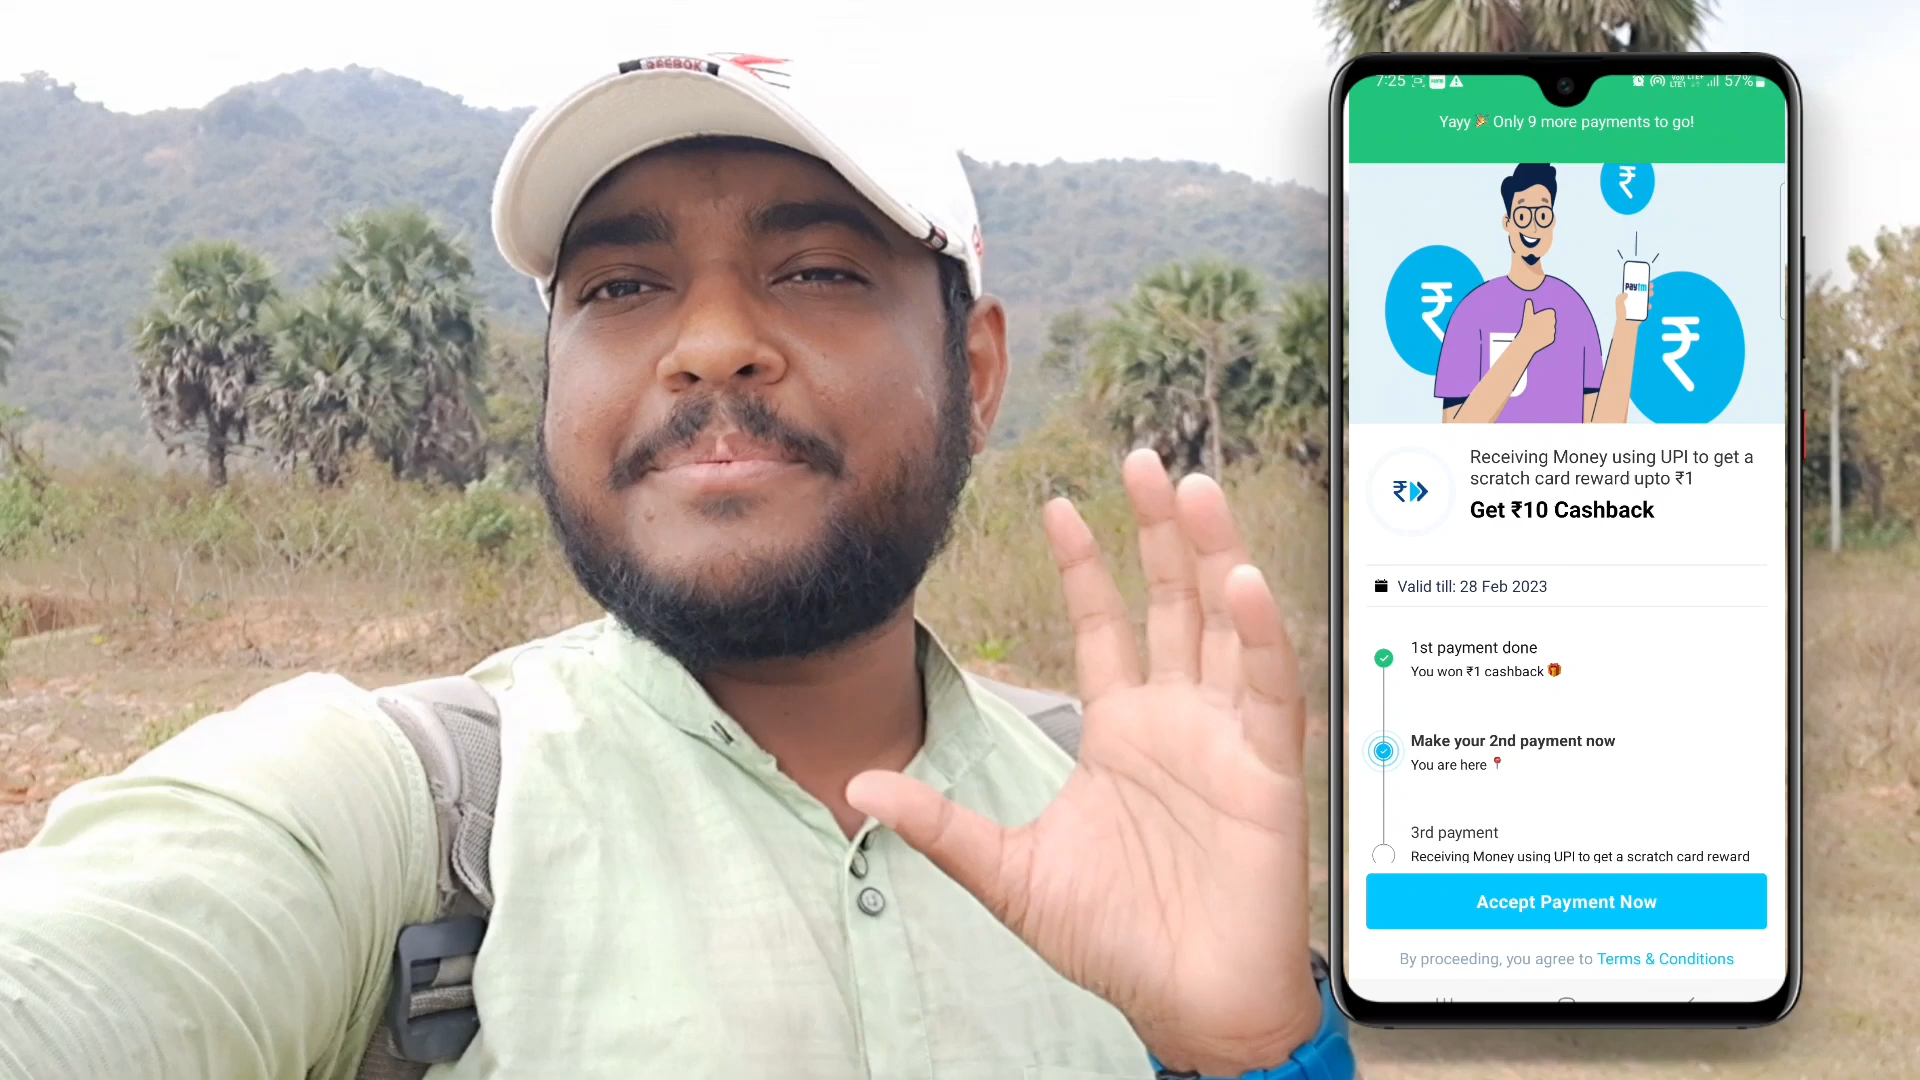 REEBOK
7:25
57%
Yayy 🎉 Only 9 more payments to go!
₹
₹
₹
Paytm
₹
Receiving Money using UPI to get a
scratch card reward upto ₹1
Get ₹10 Cashback
Valid till: 28 Feb 2023
1st payment done
You won ₹1 cashback 🎁
Make your 2nd payment now
You are here 📍
3rd payment
Receiving Money using UPI to get a scratch card reward
Accept Payment Now
By proceeding, you agree to Terms & Conditions